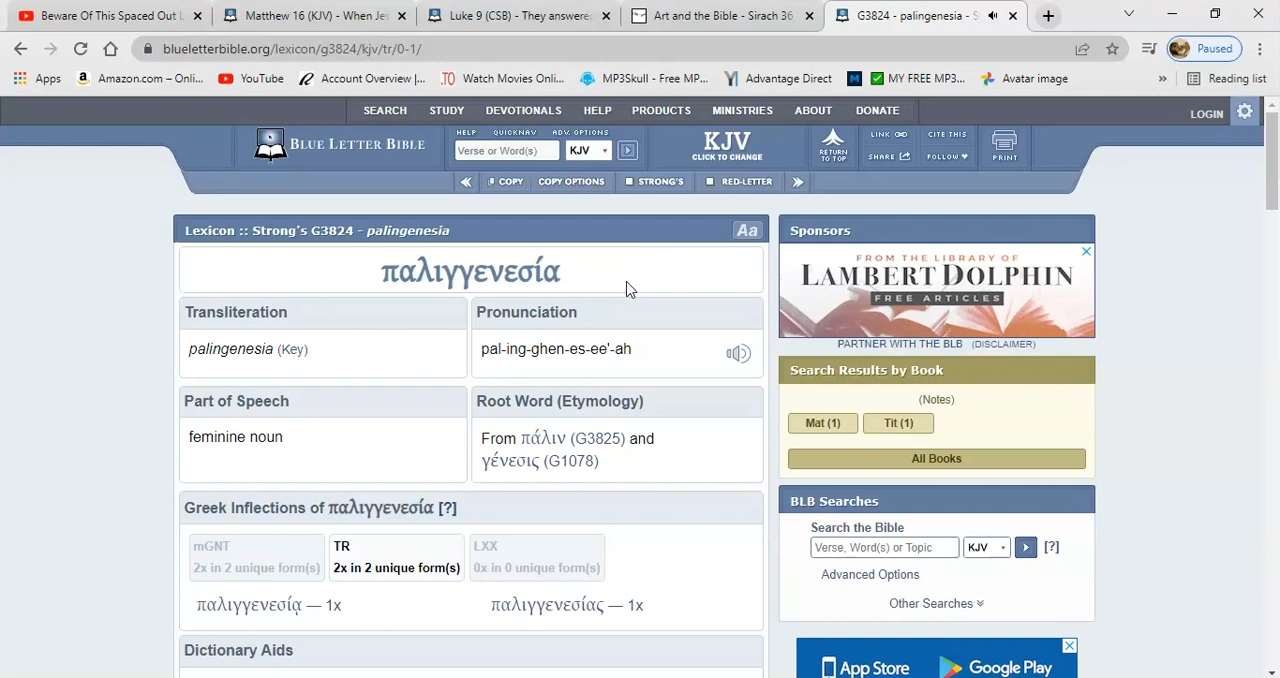 Beware Of This Spaced Out L
Matthew 16 (KJV) - When Jes
Luke 9 (CSB) - They answered
Art and the Bible - Sirach 36
G3824 - palingenesia - S
blueletterbible.org/lexicon/g3824/kjv/tr/0-1/
Paused
Apps
Amazon.com – Onli...
YouTube
Account Overview |...
Watch Movies Onli...
MP3Skull - Free MP...
Advantage Direct
MY FREE MP3...
Avatar image
»
Reading list
SEARCH STUDY DEVOTIONALS HELP PRODUCTS MINISTRIES ABOUT DONATE
LOGIN
BLUE LETTER BIBLE
HELP QUICKNAV ADV. OPTIONS
Verse or Word(s) KJV
KJV
CLICK TO CHANGE
RETURN
TO TOP
LINK
CITE THIS
SHARE
FOLLOW
PRINT
COPY COPY OPTIONS STRONG'S RED-LETTER
Lexicon :: Strong's G3824 - palingenesia Aa
παλιγγενεσία
Transliteration
palingenesia (Key)
Pronunciation
pal-ing-ghen-es-ee'-ah
Part of Speech
feminine noun
Root Word (Etymology)
From πάλιν (G3825) and
γένεσις (G1078)
Greek Inflections of παλιγγενεσία [?]
mGNT
2x in 2 unique form(s)
TR
2x in 2 unique form(s)
LXX
0x in 0 unique form(s)
παλιγγενεσίᾳ — 1x
παλιγγενεσίας — 1x
Dictionary Aids
Sponsors
FROM THE LIBRARY OF
LAMBERT DOLPHIN
FREE ARTICLES
PARTNER WITH THE BLB (DISCLAIMER)
Search Results by Book
(Notes)
Mat (1) Tit (1)
All Books
BLB Searches
Search the Bible
Verse, Word(s) or Topic KJV [?]
Advanced Options
Other Searches
App Store
Google Play